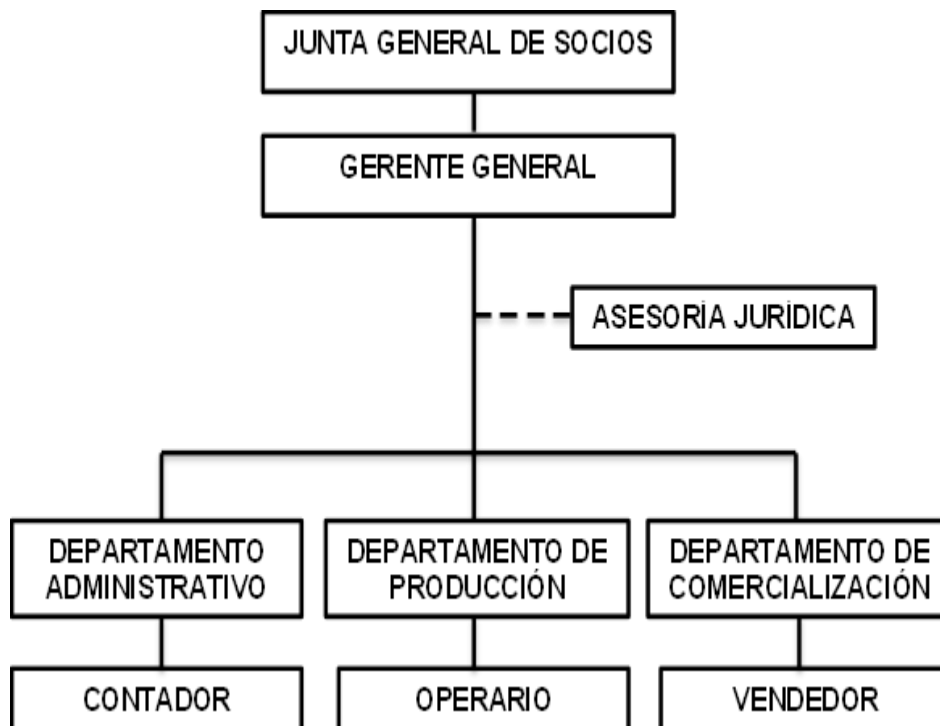 JUNTA GENERAL DE SOCIOS
GERENTE GENERAL
ASESORÍA JURÍDICA
DEPARTAMENTO
ADMINISTRATIVO
DEPARTAMENTO DE
PRODUCCIÓN
DEPARTAMENTO DE
COMERCIALIZACIÓN
CONTADOR
OPERARIO
VENDEDOR